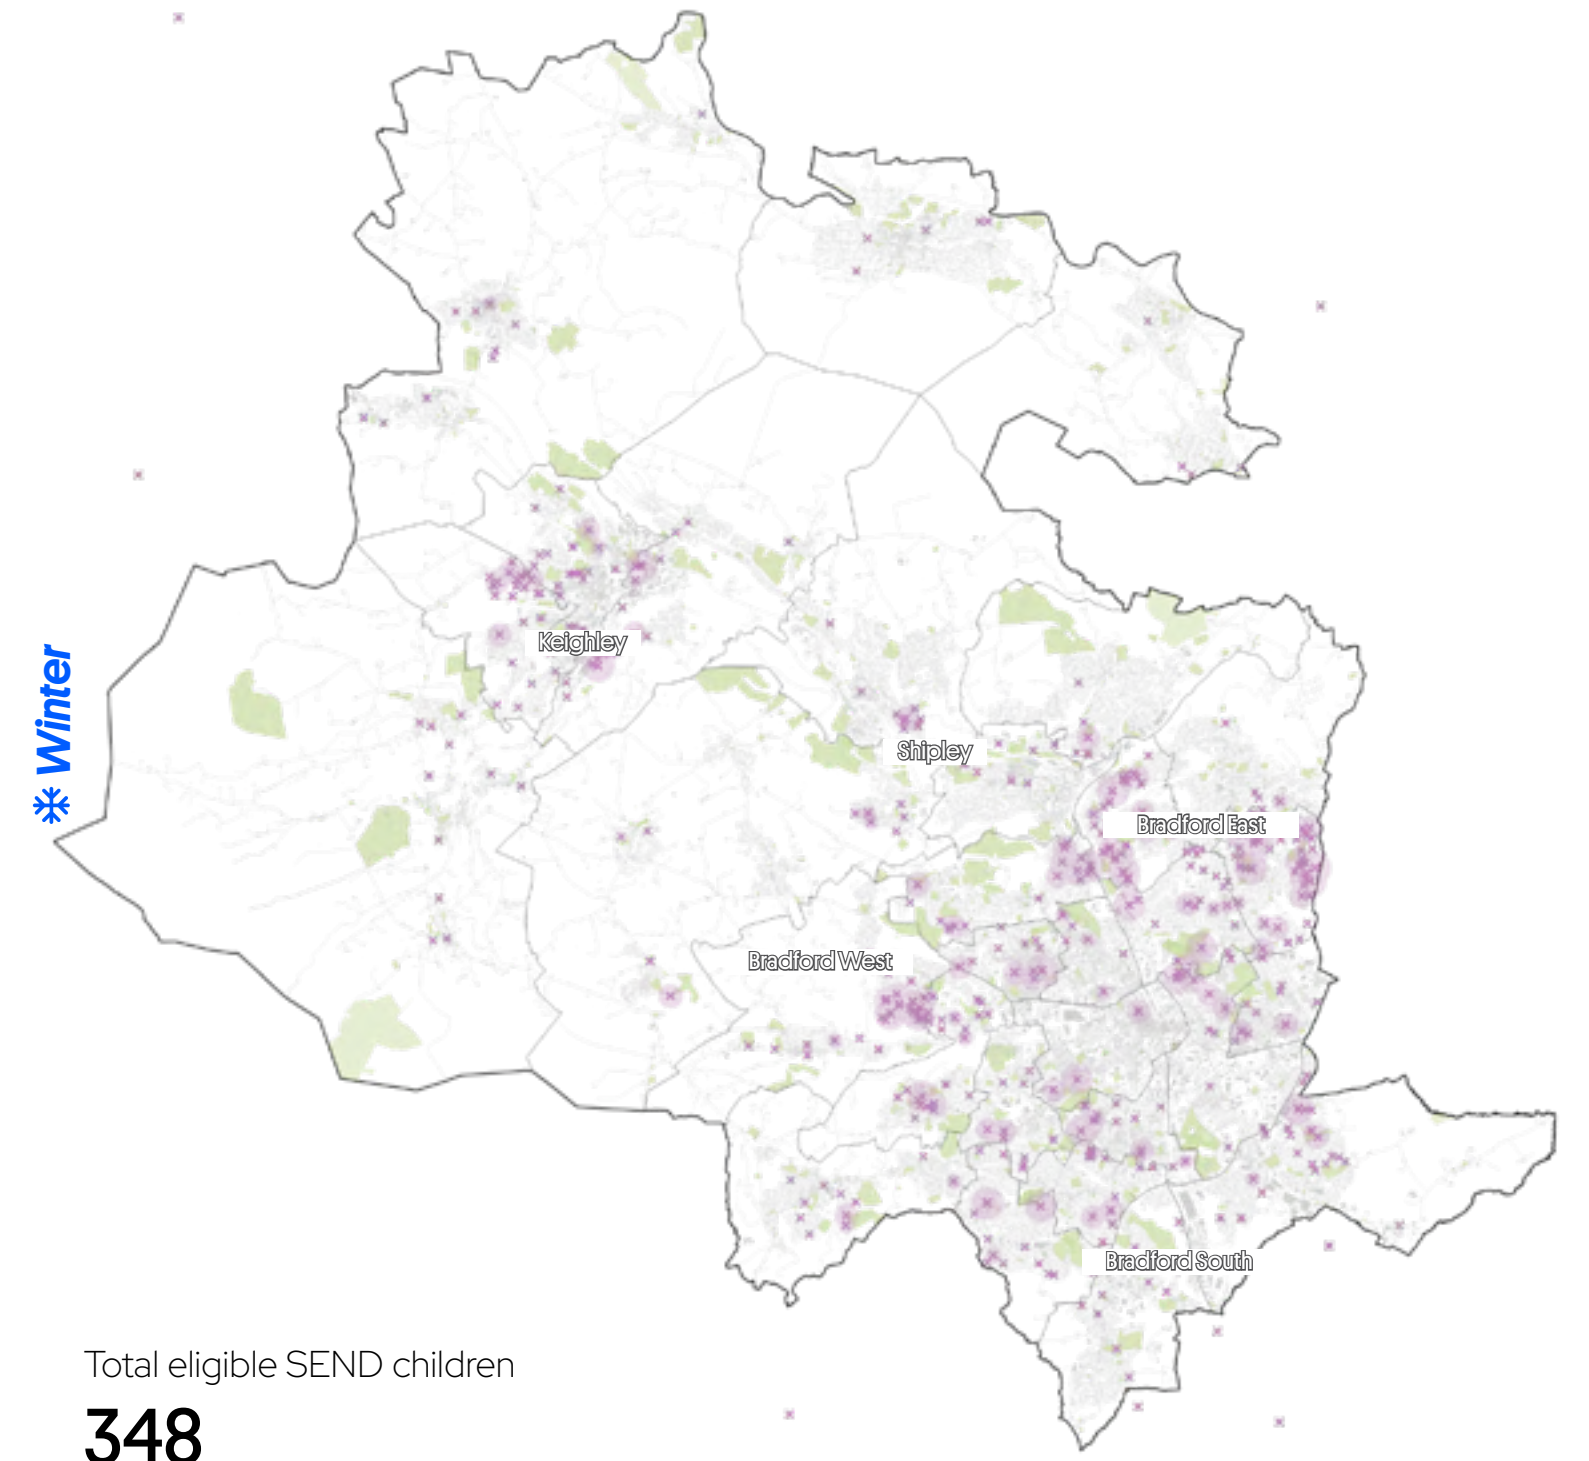 Winter
Keighley
Shipley
Bradford East
Bradford West
Bradford South
Total eligible SEND children
348